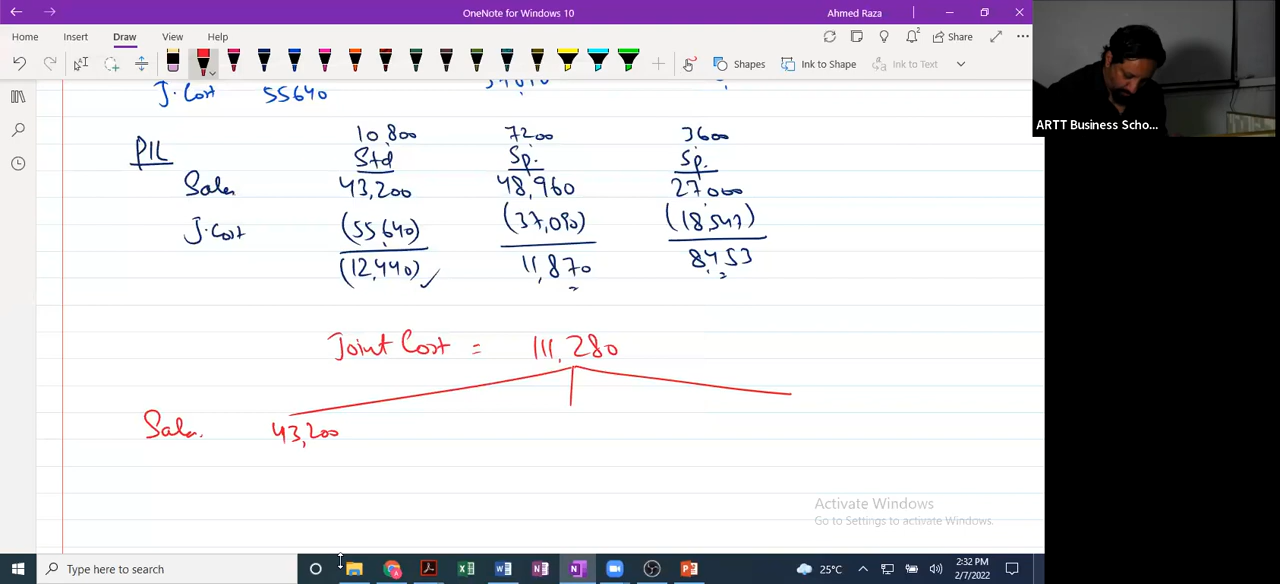 OneNote for Windows 10
Ahmed Raza
Home Insert Draw View Help
Share
Shapes
Ink to Shape
Ink to Text
J. Cost 55640
10,800 7200 3600
P/L Std Sp. Sp.
Sales 43,200 48,960 27,000
J. Cost (55,640) (37,090) (18,547)
(12,440) ✓ 11,870 8453
Joint Cost = 111,280
Sales. 43,200
Activate Windows
Go to Settings to activate Windows.
ARTT Business Scho...
Type here to search
25°C
2:32 PM
2/7/2022